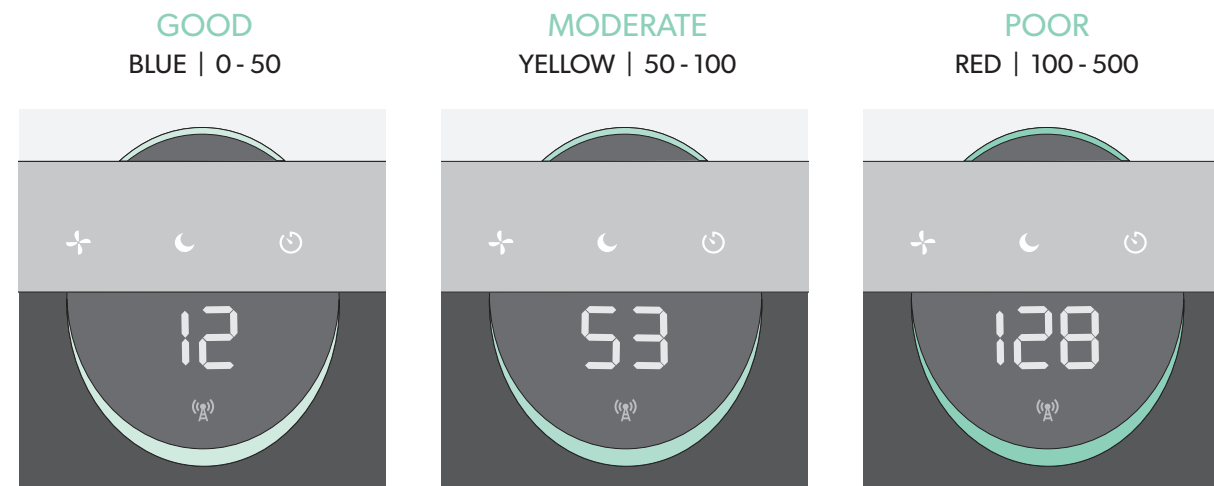 GOOD
BLUE | 0 - 50
MODERATE
YELLOW | 50 - 100
POOR
RED | 100 - 500
12
53
128